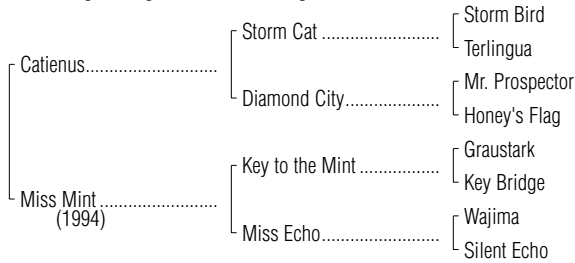 Storm Bird
Storm Cat ....................
Terlingua
Catienus.........................
Mr. Prospector
Diamond City..................
Honey's Flag
Graustark
Key to the Mint .................
Key Bridge
Miss Mint ......................
(1994)
Wajima
Miss Echo.......................
Silent Echo